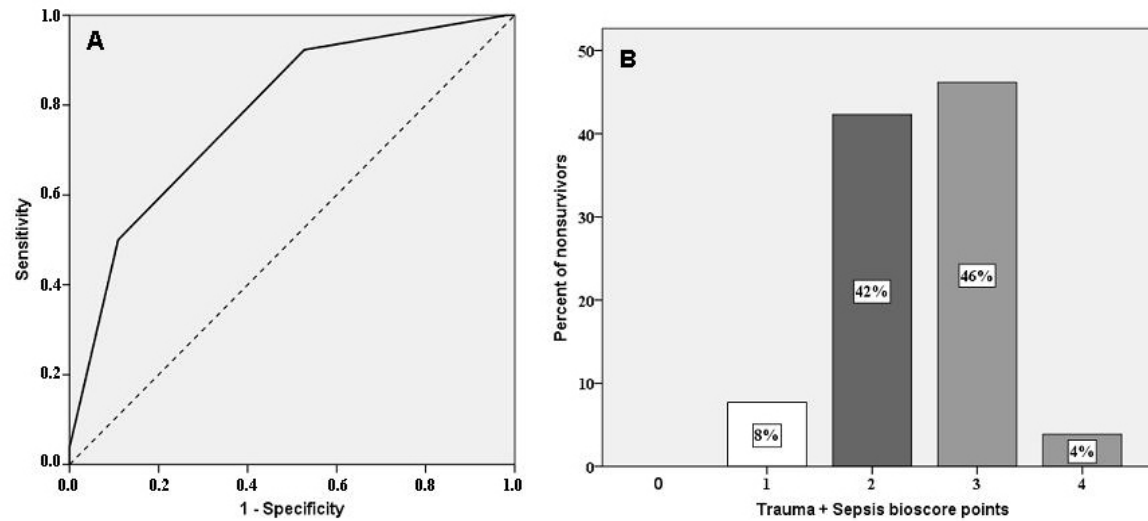 A
1.0
0.8
0.6
0.4
0.2
0.0
Sensitivity
0.0 0.2 0.4 0.6 0.8 1.0
1 - Specificity
B
50
40
30
20
10
0
Percent of nonsurvivors
8%
42%
46%
4%
0 1 2 3 4
Trauma + Sepsis bioscore points